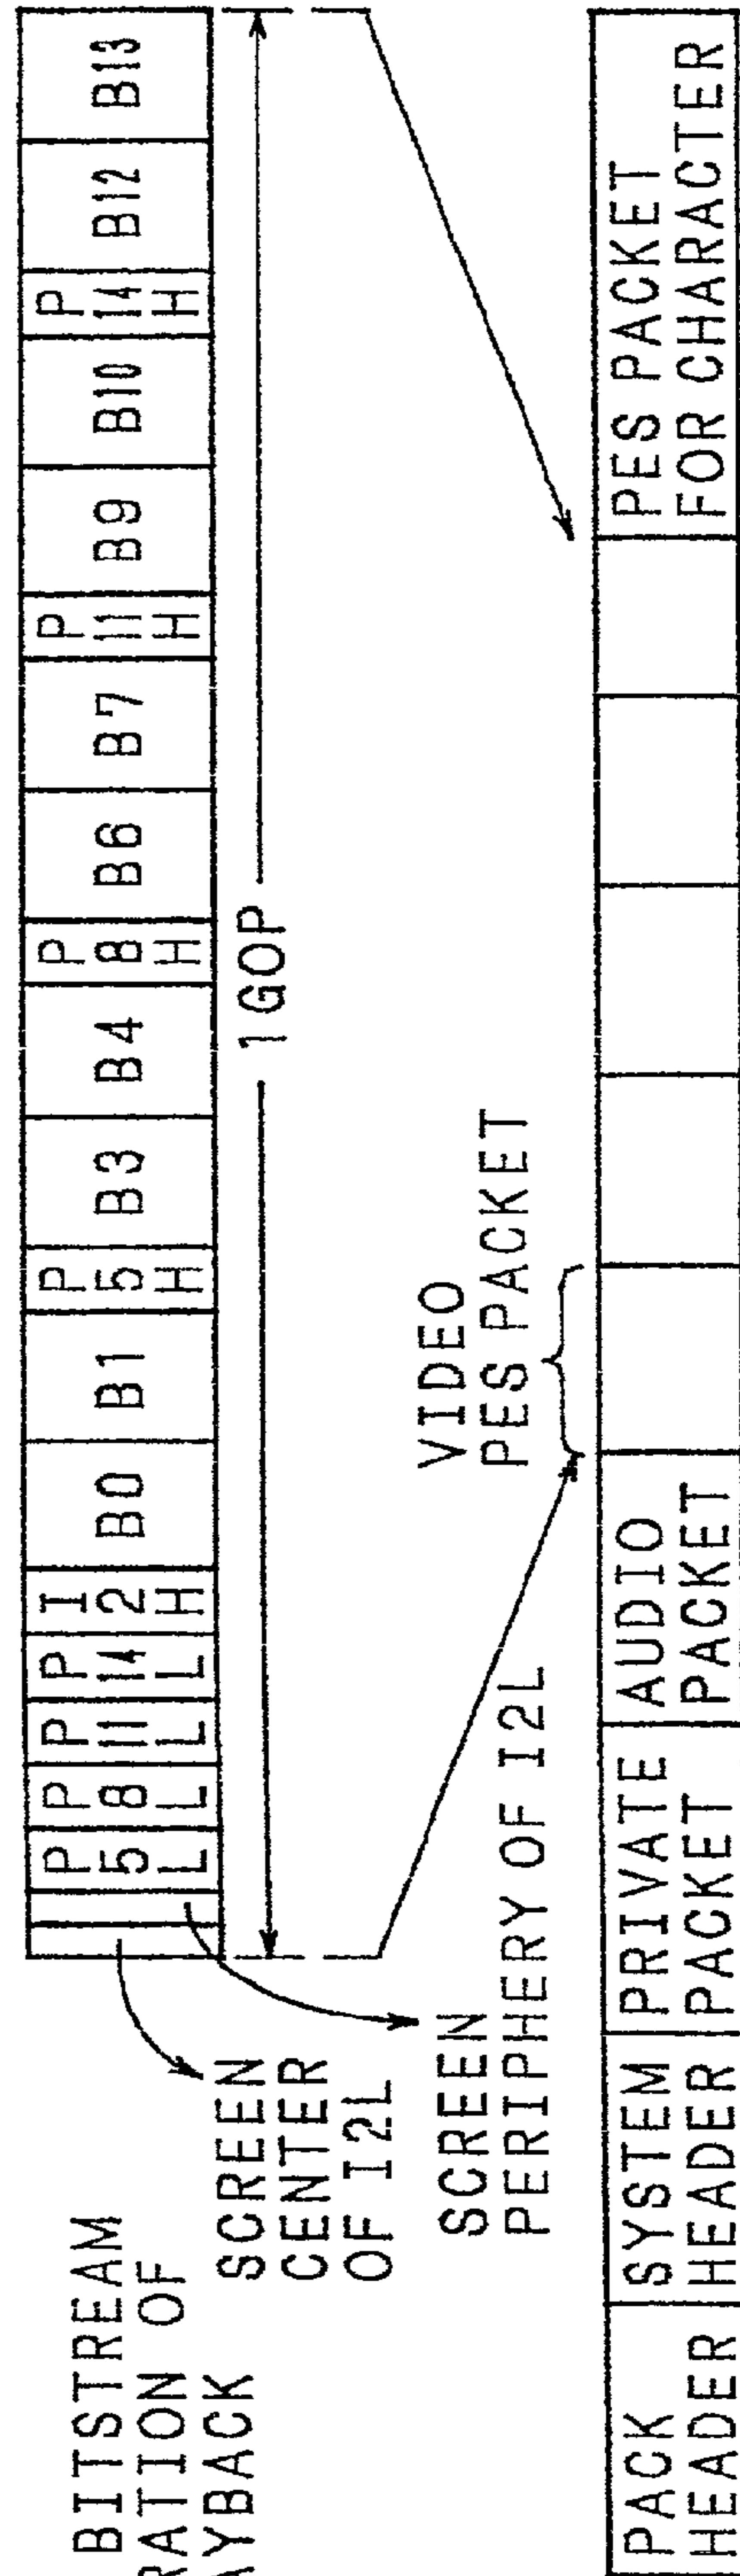 BITSTREAM
OF
SCREEN
CENTER
OF I2L
SCREEN
PERIPHERY OF I2L
P
5
L
P
8
L
P
11
L
P
14
L
I
2
H
B0
B1
P
5
H
B3
B4
P
8
H
B6
B7
P
11
H
B9
B10
P
14
H
B12
B13
1GOP
VIDEO
PES PACKET
PACK
HEADER
SYSTEM
HEADER
PRIVATE
PACKET
AUDIO
PACKET
PES PACKET
FOR CHARACTER